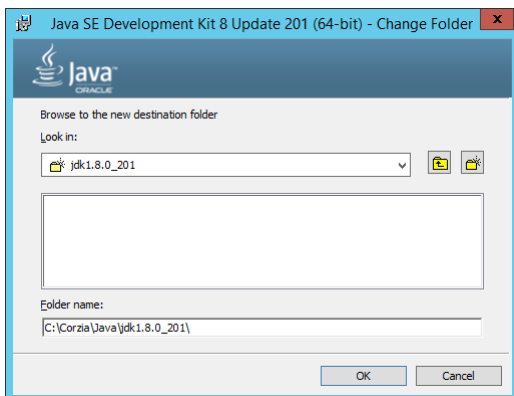 Java SE Development Kit 8 Update 201 (64-bit) - Change Folder
x
Java™
ORACLE
Browse to the new destination folder
Look in:
jdk1.8.0_201
Folder name:
C:\Corzia\Java\jdk1.8.0_201\
OK
Cancel